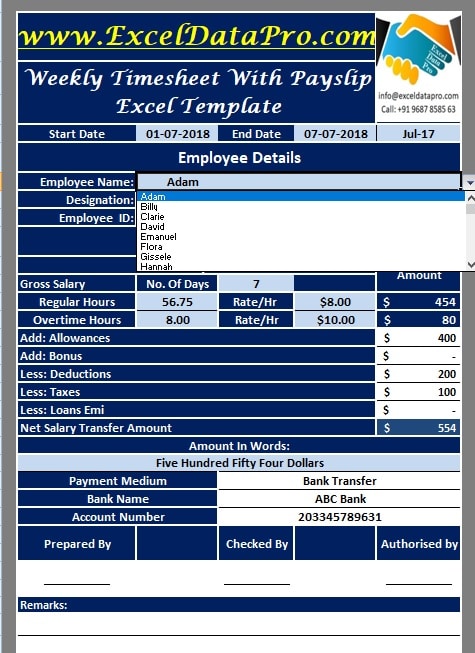 www.ExcelDataPro.com
Excel
Data
Pro
Weekly Timesheet With Payslip
Excel Template
info@exceldatapro.com
Call: +91 9687 8585 63
Start Date 01-07-2018 End Date 07-07-2018 Jul-17
Employee Details
Employee Name: Adam
Designation: Adam
Billy
Employee ID: Clarie
David
Emanuel
Flora
Gissele
Hannah
Amount
Gross Salary No. Of Days 7
Regular Hours 56.75 Rate/Hr $8.00 $ 454
Overtime Hours 8.00 Rate/Hr $10.00 $ 80
Add: Allowances $ 400
Add: Bonus $ -
Less: Deductions $ 200
Less: Taxes $ 100
Less: Loans Emi $ -
Net Salary Transfer Amount $ 554
Amount In Words:
Five Hundred Fifty Four Dollars
Payment Medium Bank Transfer
Bank Name ABC Bank
Account Number 203345789631
Prepared By Checked By Authorised by
Remarks: